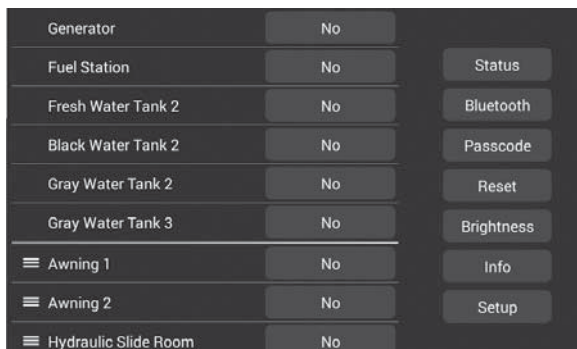 Generator No
Fuel Station No
Status
Fresh Water Tank 2 No
Bluetooth
Black Water Tank 2 No
Passcode
Gray Water Tank 2 No
Reset
Gray Water Tank 3 No
Brightness
Awning 1 No
Info
Awning 2 No
Setup
Hydraulic Slide Room No